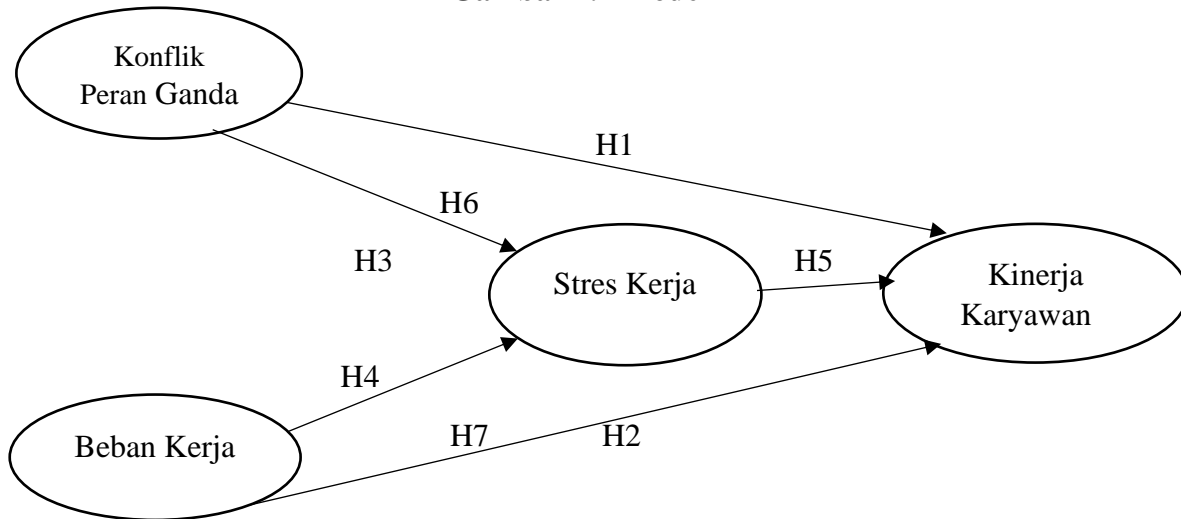 Konflik
Peran Ganda
H1
H6
H3
Stres Kerja
H5
Kinerja
Karyawan
H4
Beban Kerja
H7
H2